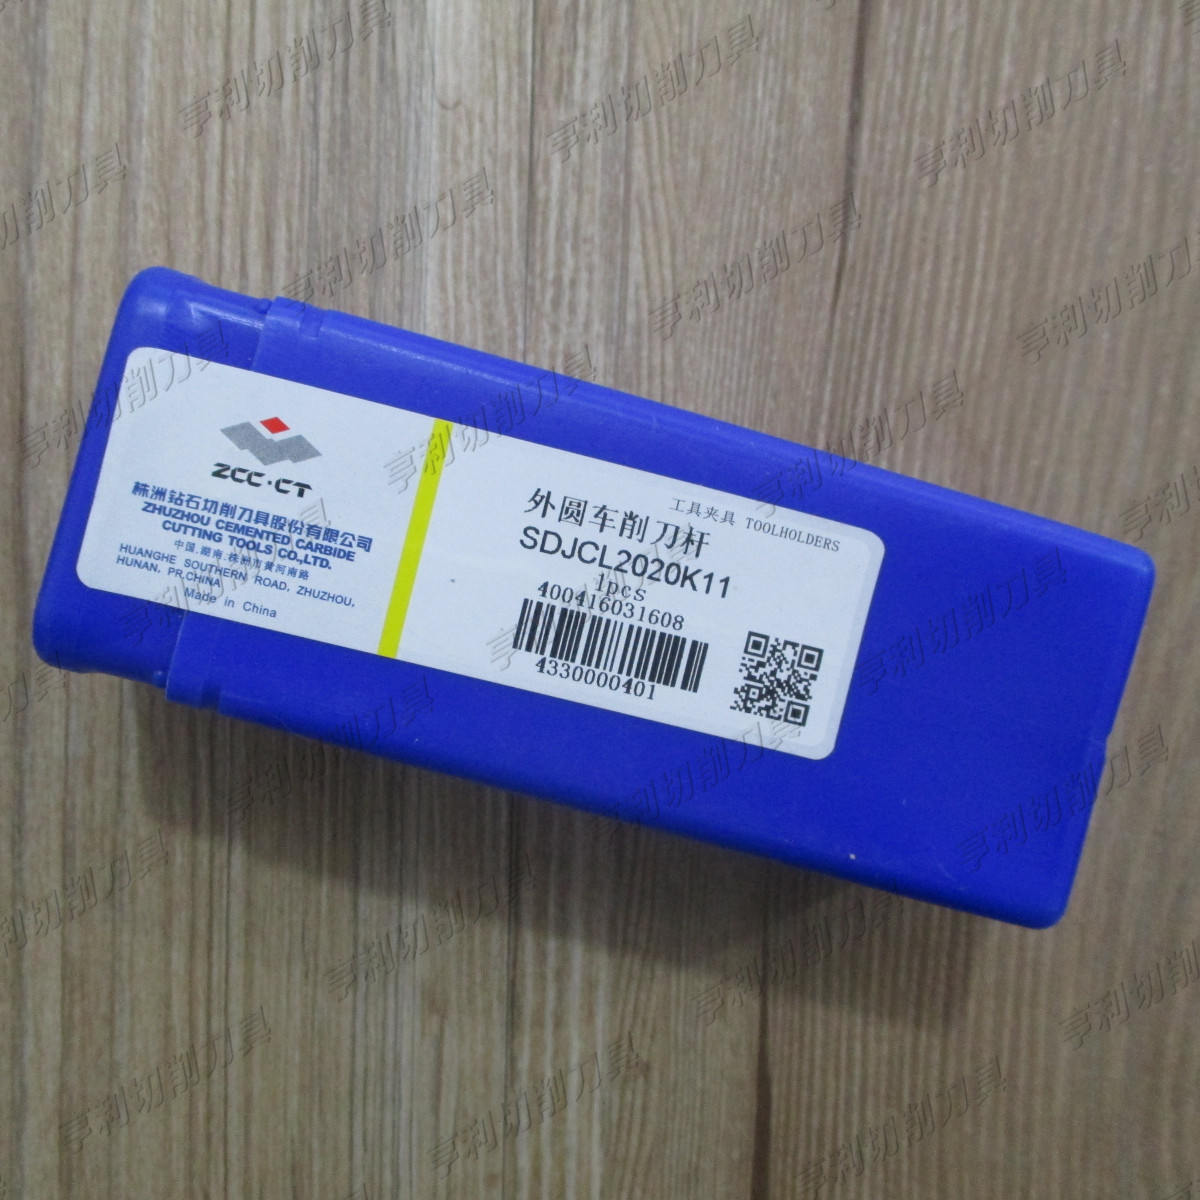 ZCC·CT
株洲钻石切削刀具股份有限公司
ZHUZHOU CEMENTED CARBIDE
CUTTING TOOLS CO.,LTD.
中国.湖南.株洲市黄河南路
HUANGHE SOUTHERN ROAD, ZHUZHOU,
HUNAN, PR.CHINA
Made in China
工具夹具 TOOLHOLDERS
外圆车削刀杆
SDJCL2020K11
1pcs
400416031608
4330000401
亨利切削刀具